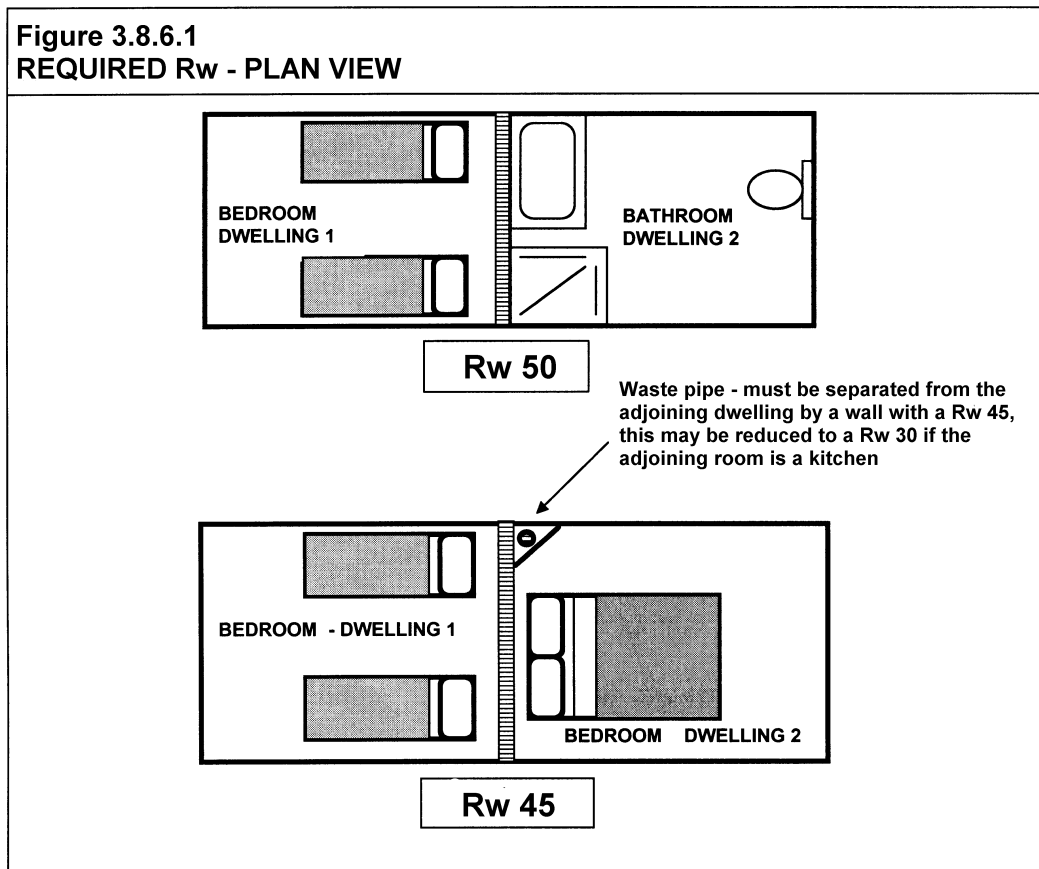 Figure 3.8.6.1
REQUIRED Rw - PLAN VIEW
BEDROOM
DWELLING 1
BATHROOM
DWELLING 2
Rw 50
Waste pipe - must be separated from the
adjoining dwelling by a wall with a Rw 45,
this may be reduced to a Rw 30 if the
adjoining room is a kitchen
BEDROOM - DWELLING 1
BEDROOM DWELLING 2
Rw 45